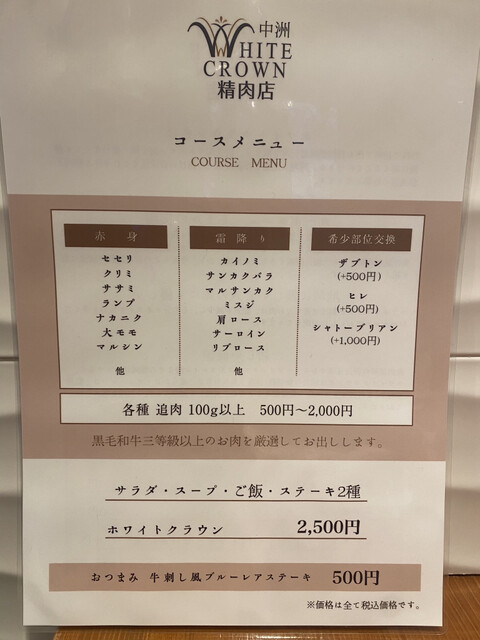 中洲
WHITE
CROWN
精肉店
コースメニュー
COURSE MENU
赤身
セセリ
クリミ
ササミ
ランプ
ナカニク
大モモ
マルシン
他
霜降り
カイノミ
サンカクバラ
マルサンカク
ミスジ
肩ロース
サーロイン
リブロース
他
希少部位交換
ザブトン
(+500円)
ヒレ
(+500円)
シャトーブリアン
(+1,000円)
各種 追肉 100g以上 500円〜2,000円
黒毛和牛三等級以上のお肉を厳選してお出しします。
サラダ・スープ・ご飯・ステーキ2種
ホワイトクラウン 2,500円
おつまみ 牛刺し風ブルーレアステーキ 500円
※価格は全て税込価格です。